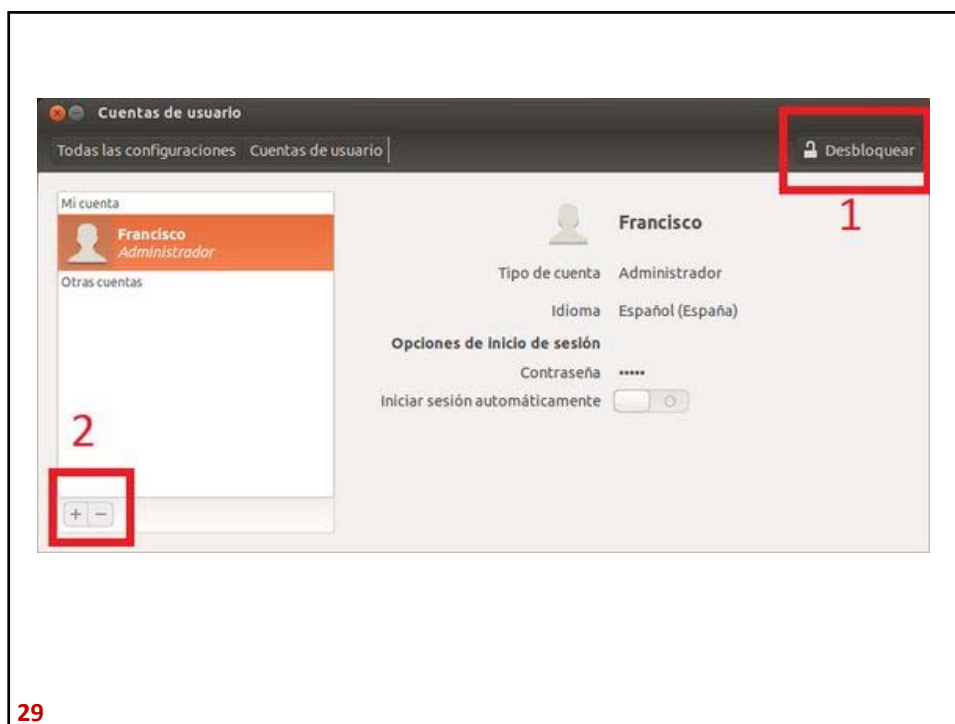 Cuentas de usuario
Todas las configuraciones Cuentas de usuario
Desbloquear
1
Mi cuenta
Francisco
Administrador
Otras cuentas
Francisco
Tipo de cuenta Administrador
Idioma Español (España)
Opciones de inicio de sesión
Contraseña •••••
Iniciar sesión automáticamente
2
+ −
29